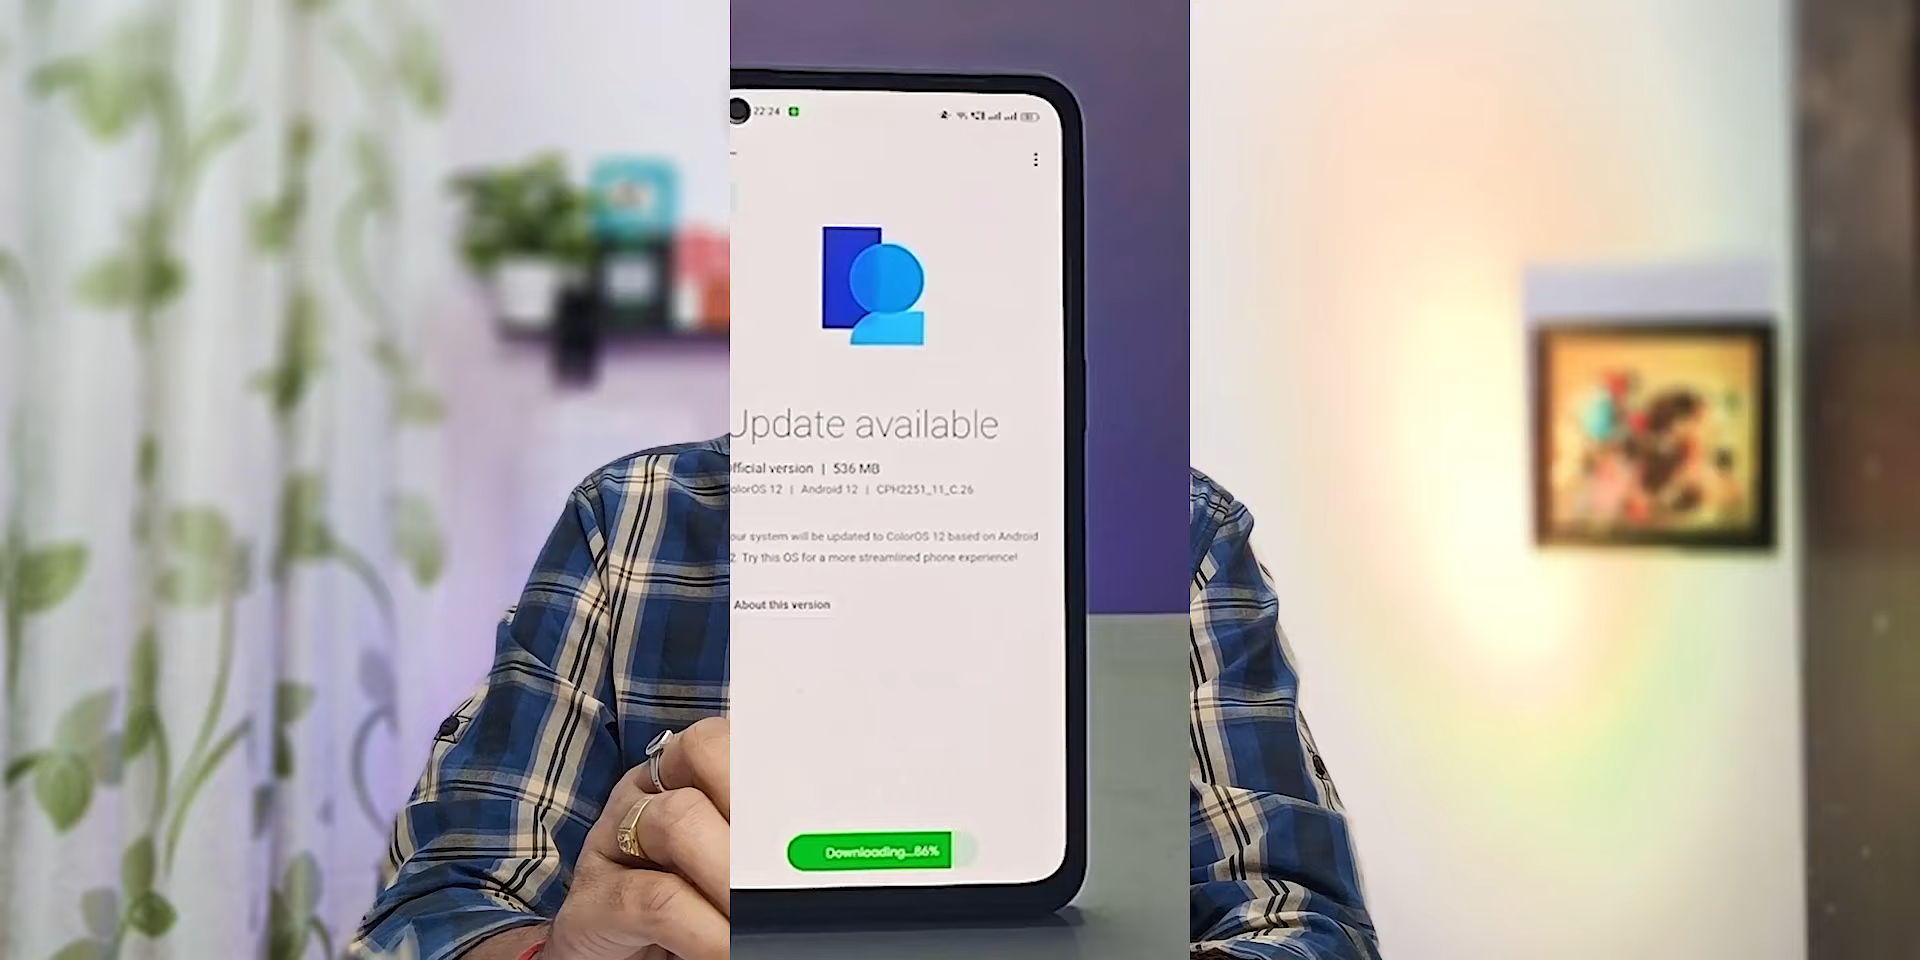 22:24
Update available
fficial version | 536 MB
olorOS 12 | Android 12 | CPH2251_11_C.26
our system will be updated to ColorOS 12 based on Android
2. Try this OS for a more streamlined phone experience!
About this version
Downloading...86%